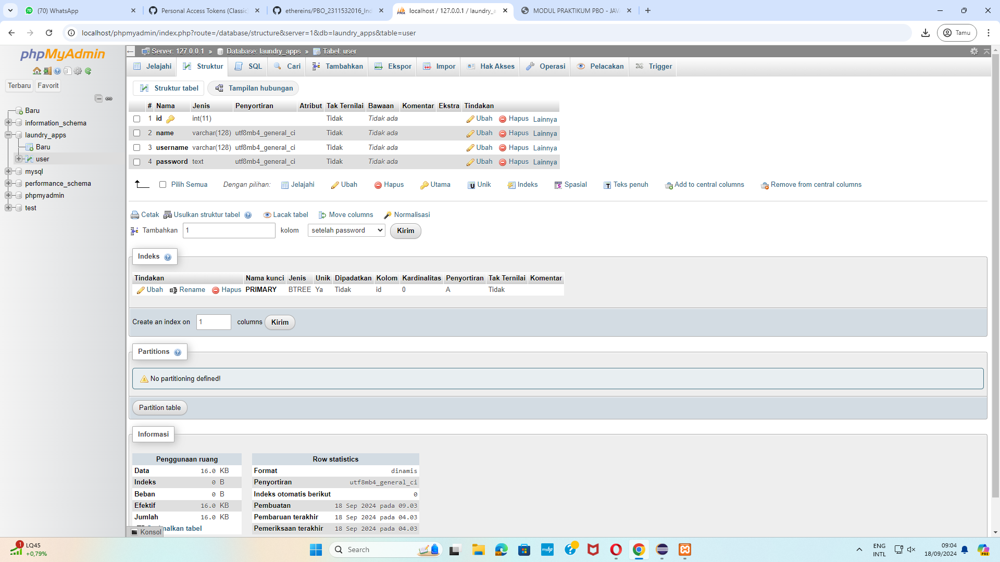 (70) WhatsApp
Personal Access Tokens (Classic
ethereins/PBO_2311532016_Ind
localhost / 127.0.0.1 / laundry_a
MODUL PRAKTIKUM PBO - JAV
localhost/phpmyadmin/index.php?route=/database/structure&server=1&db=laundry_apps&table=user
Tamu
phpMyAdmin
Terbaru Favorit
Baru
information_schema
laundry_apps
Baru
user
mysql
performance_schema
phpmyadmin
test
Server: 127.0.0.1 » Database: laundry_apps » Tabel: user
Jelajahi Struktur SQL Cari Tambahkan Ekspor Impor Hak Akses Operasi Pelacakan Trigger
Struktur tabel Tampilan hubungan
# Nama Jenis Penyortiran Atribut Tak Ternilai Bawaan Komentar Ekstra Tindakan
1 id int(11) Tidak Tidak ada Ubah Hapus Lainnya
2 name varchar(128) utf8mb4_general_ci Tidak Tidak ada Ubah Hapus Lainnya
3 username varchar(128) utf8mb4_general_ci Tidak Tidak ada Ubah Hapus Lainnya
4 password text utf8mb4_general_ci Tidak Tidak ada Ubah Hapus Lainnya
Pilih Semua Dengan pilihan: Jelajahi Ubah Hapus Utama Unik Indeks Spasial Teks penuh Add to central columns Remove from central columns
Cetak Usulkan struktur tabel Lacak tabel Move columns Normalisasi
Tambahkan 1 kolom setelah password Kirim
Indeks
Tindakan Nama kunci Jenis Unik Dipadatkan Kolom Kardinalitas Penyortiran Tak Ternilai Komentar
Ubah Rename Hapus PRIMARY BTREE Ya Tidak id 0 A Tidak
Create an index on 1 columns Kirim
Partitions
No partitioning defined!
Partition table
Informasi
Penggunaan ruang
Data 16.0 KB
Indeks 0 B
Beban 0 B
Efektif 16.0 KB
Jumlah 16.0 KB
malkan tabel
Row statistics
Format dinamis
Penyortiran utf8mb4_general_ci
Indeks otomatis berikut 0
Pembuatan 18 Sep 2024 pada 09.03
Pembaruan terakhir 18 Sep 2024 pada 04.03
Pemeriksaan terakhir 18 Sep 2024 pada 04.03
Konsol
1
LQ45
+0,79%
Search
myhp
ENG
INTL
09:04
18/09/2024
PRE